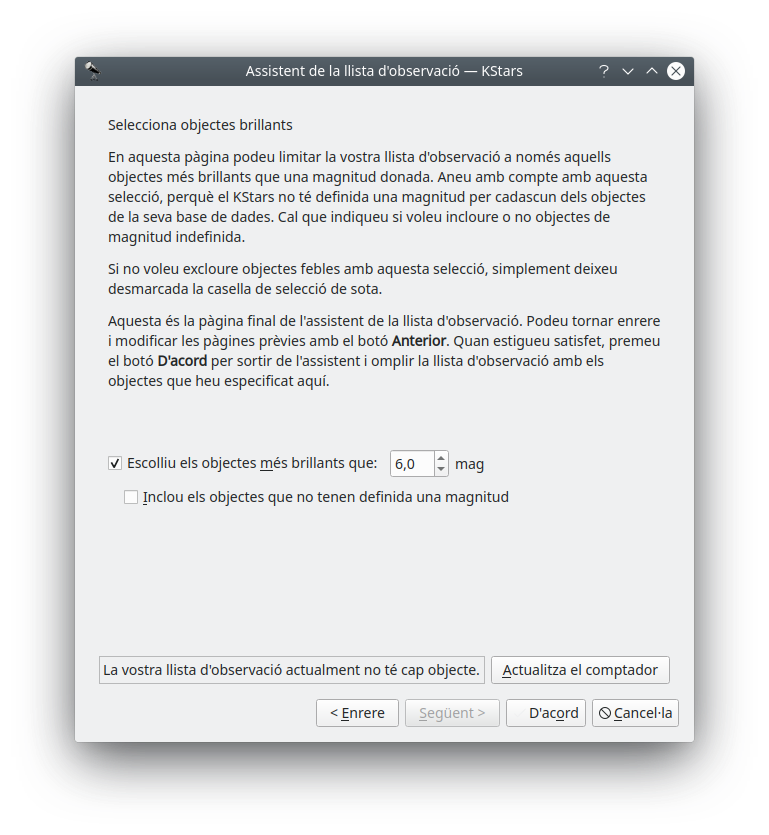 Assistent de la llista d'observació — KStars
Selecciona objectes brillants
En aquesta pàgina podeu limitar la vostra llista d'observació a només aquells
objectes més brillants que una magnitud donada. Aneu amb compte amb aquesta
selecció, perquè el KStars no té definida una magnitud per cadascun dels objectes
de la seva base de dades. Cal que indiqueu si voleu incloure o no objectes de
magnitud indefinida.
Si no voleu excloure objectes febles amb aquesta selecció, simplement deixeu
desmarcada la casella de selecció de sota.
Aquesta és la pàgina final de l'assistent de la llista d'observació. Podeu tornar enrere
i modificar les pàgines prèvies amb el botó Anterior. Quan estigueu satisfet, premeu
el botó D'acord per sortir de l'assistent i omplir la llista d'observació amb els
objectes que heu especificat aquí.
Escolliu els objectes més brillants que: 6,0 mag
Inclou els objectes que no tenen definida una magnitud
La vostra llista d'observació actualment no té cap objecte. Actualitza el comptador
< Enrere Següent > D'acord Cancel·la